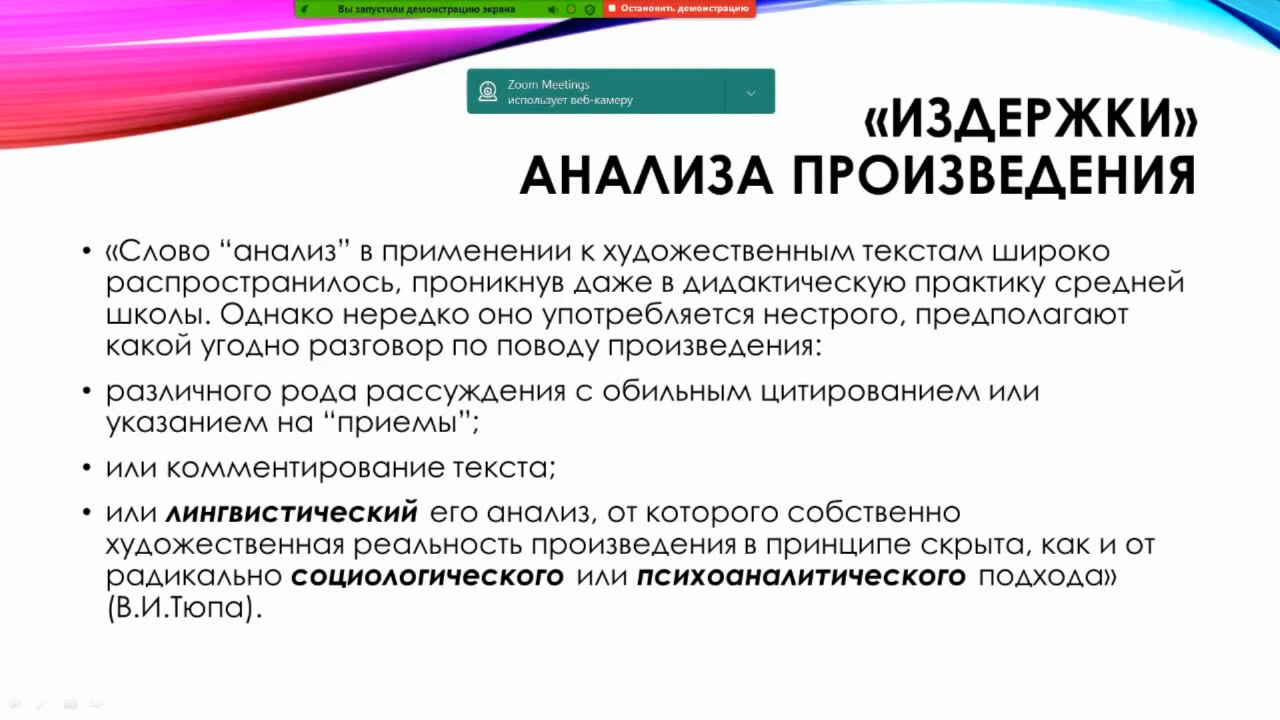 Вы запустили демонстрацию экрана
Остановить демонстрацию
Zoom Meetings
использует веб-камеру
«ИЗДЕРЖКИ»
АНАЛИЗА ПРОИЗВЕДЕНИЯ
• «Слово “анализ” в применении к художественным текстам широко
распространилось, проникнув даже в дидактическую практику средней
школы. Однако нередко оно употребляется нестрого, предполагают
какой угодно разговор по поводу произведения:
• различного рода рассуждения с обильным цитированием или
указанием на “приемы”;
• или комментирование текста;
• или лингвистический его анализ, от которого собственно
художественная реальность произведения в принципе скрыта, как и от
радикально социологического или психоаналитического подхода»
(В.И.Тюпа).